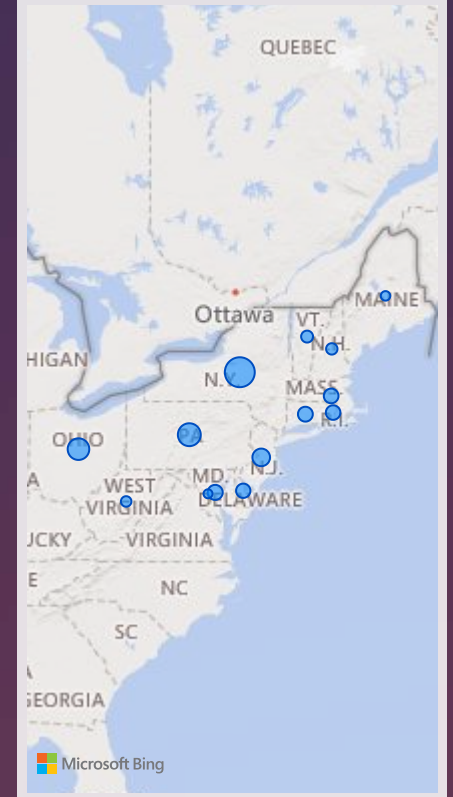 QUEBEC
Ottawa
MAINE
VT.
N.H.
HIGAN
N.Y.
MASS.
R.I.
OHIO
PA
N.J.
A
WEST
VIRGINIA
MD.
DELAWARE
UCKY
VIRGINIA
E
NC
SC
GEORGIA
Microsoft Bing